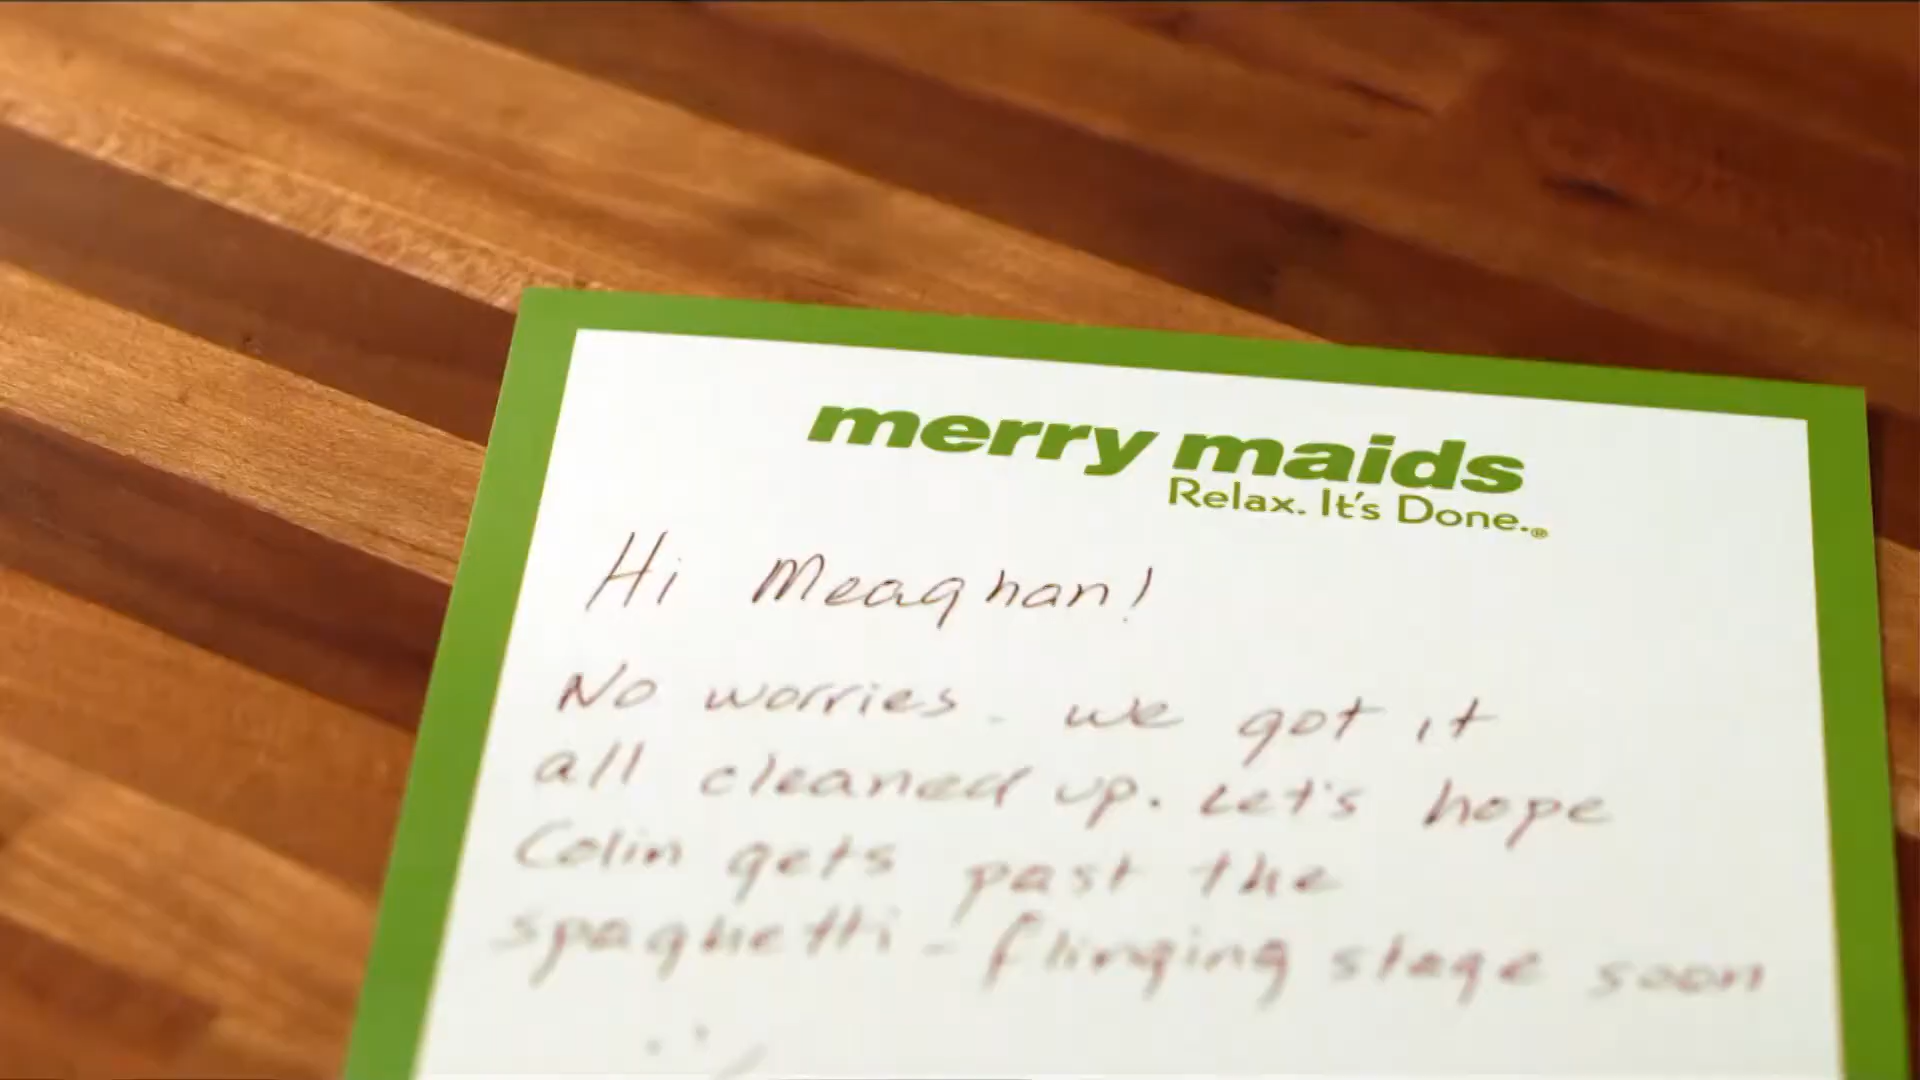 merry maids
Relax. It's Done.®
Hi Meaghan!
No worries - we got it
all cleaned up. Let's hope
Colin gets past the
spaghetti-flinging stage soon